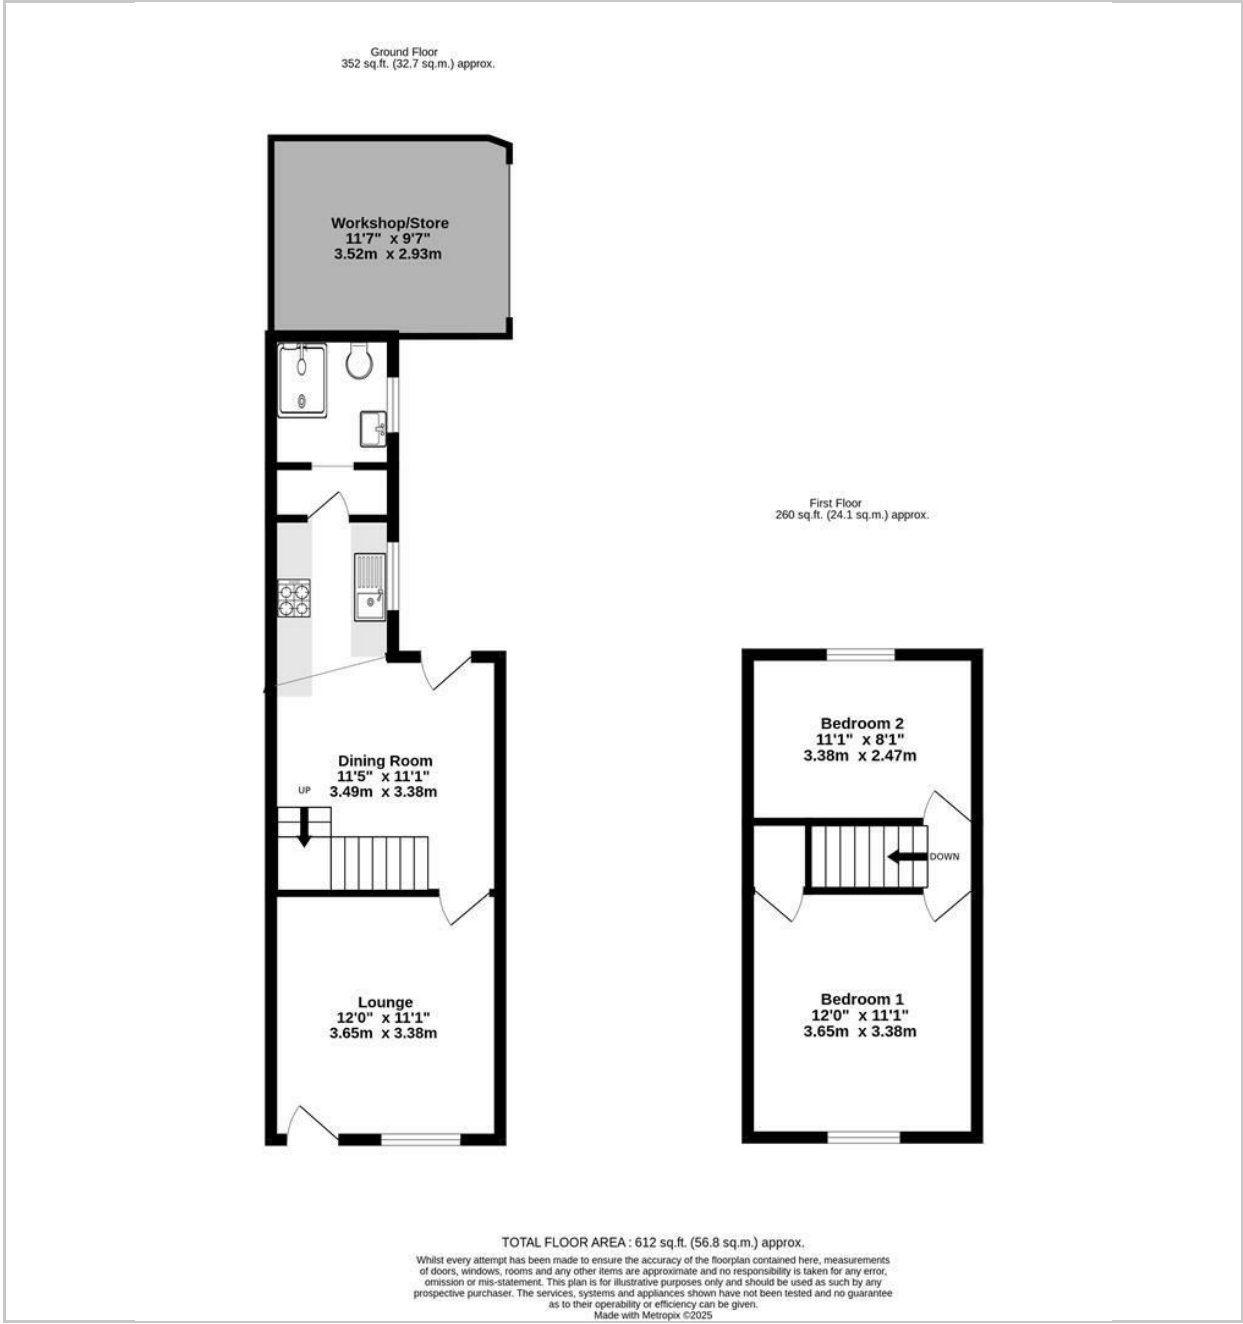 Ground Floor
352 sq.ft. (32.7 sq.m.) approx.
Workshop/Store
11'7" x 9'7"
3.52m x 2.93m
First Floor
260 sq.ft. (24.1 sq.m.) approx.
Dining Room
11'5" x 11'1"
3.49m x 3.38m
UP
Bedroom 2
11'1" x 8'1"
3.38m x 2.47m
DOWN
Lounge
12'0" x 11'1"
3.65m x 3.38m
Bedroom 1
12'0" x 11'1"
3.65m x 3.38m
TOTAL FLOOR AREA : 612 sq.ft. (56.8 sq.m.) approx.
Whilst every attempt has been made to ensure the accuracy of the floorplan contained here, measurements
of doors, windows, rooms and any other items are approximate and no responsibility is taken for any error,
omission or mis-statement. This plan is for illustrative purposes only and should be used as such by any
prospective purchaser. The services, systems and appliances shown have not been tested and no guarantee
as to their operability or efficiency can be given.
Made with Metropix ©2025